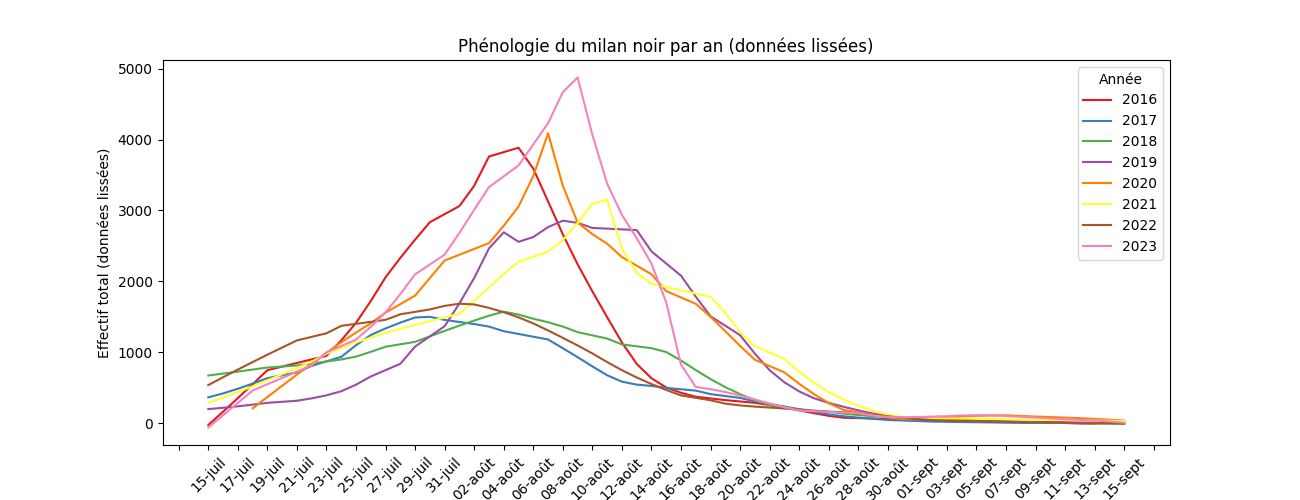 Phénologie du milan noir par an (données lissées)
Effectif total (données lissées)
5000
4000
3000
2000
1000
0
Année
2016
2017
2018
2019
2020
2021
2022
2023
15-juil
17-juil
19-juil
21-juil
23-juil
25-juil
27-juil
29-juil
31-juil
02-août
04-août
06-août
08-août
10-août
12-août
14-août
16-août
18-août
20-août
22-août
24-août
26-août
28-août
30-août
01-sept
03-sept
05-sept
07-sept
09-sept
11-sept
13-sept
15-sept